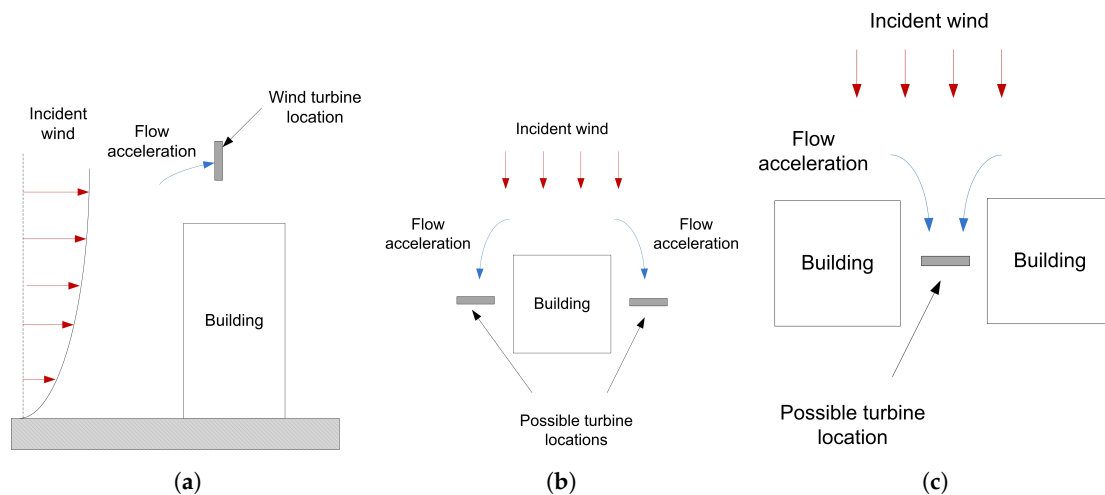 Incident
wind
Flow
acceleration
Wind turbine
location
Building
(a)
Incident wind
Flow
acceleration
Flow
acceleration
Building
Possible turbine
locations
(b)
Incident wind
Flow
acceleration
Building
Building
Possible turbine
location
(c)